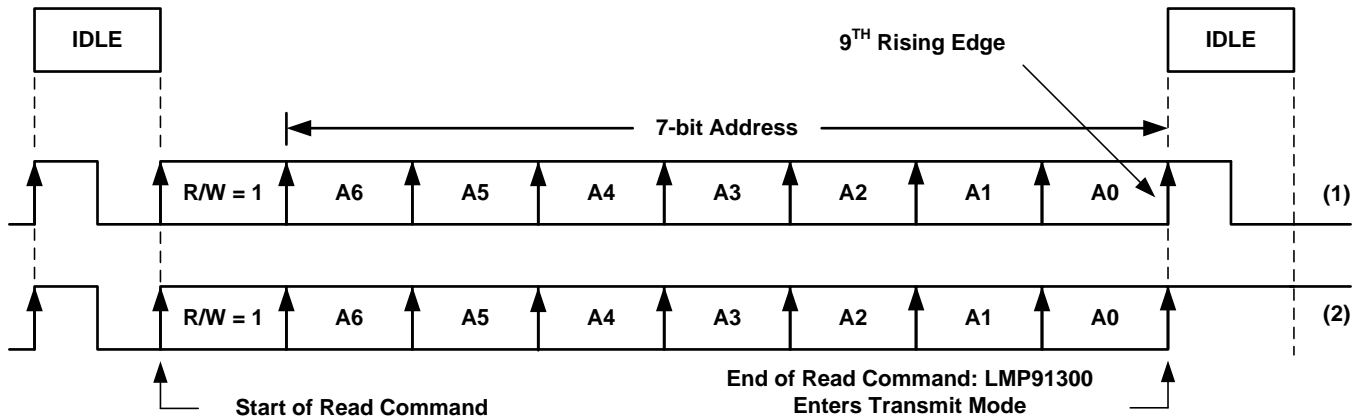 IDLE
9TH Rising Edge
IDLE
7-bit Address
R/W = 1 A6 A5 A4 A3 A2 A1 A0 (1)
R/W = 1 A6 A5 A4 A3 A2 A1 A0 (2)
Start of Read Command
End of Read Command: LMP91300
Enters Transmit Mode